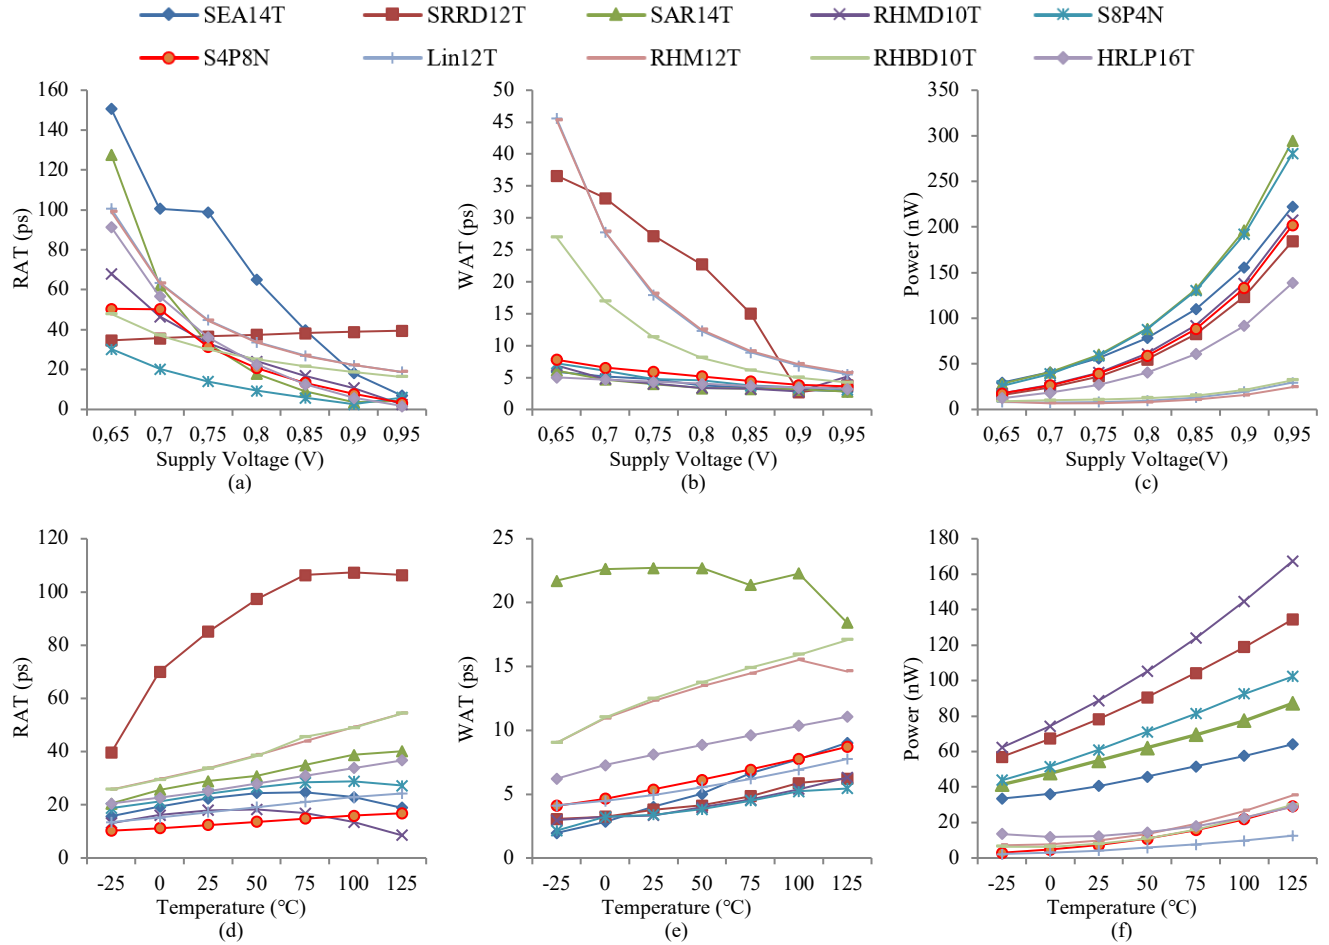 SEA14T SRRD12T SAR14T RHMD10T S8P4N
S4P8N Lin12T RHM12T RHBD10T HRLP16T
RAT (ps)
160
140
120
100
80
60
40
20
0
0,65 0,7 0,75 0,8 0,85 0,9 0,95
Supply Voltage (V)
(a)
WAT (ps)
50
45
40
35
30
25
20
15
10
5
0
0,65 0,7 0,75 0,8 0,85 0,9 0,95
Supply Voltage (V)
(b)
Power (nW)
350
300
250
200
150
100
50
0
0,65 0,7 0,75 0,8 0,85 0,9 0,95
Supply Voltage(V)
(c)
RAT (ps)
120
100
80
60
40
20
0
-25 0 25 50 75 100 125
Temperature (℃)
(d)
WAT (ps)
25
20
15
10
5
0
-25 0 25 50 75 100 125
Temperature (℃)
(e)
Power (nW)
180
160
140
120
100
80
60
40
20
0
-25 0 25 50 75 100 125
Temperature (℃)
(f)